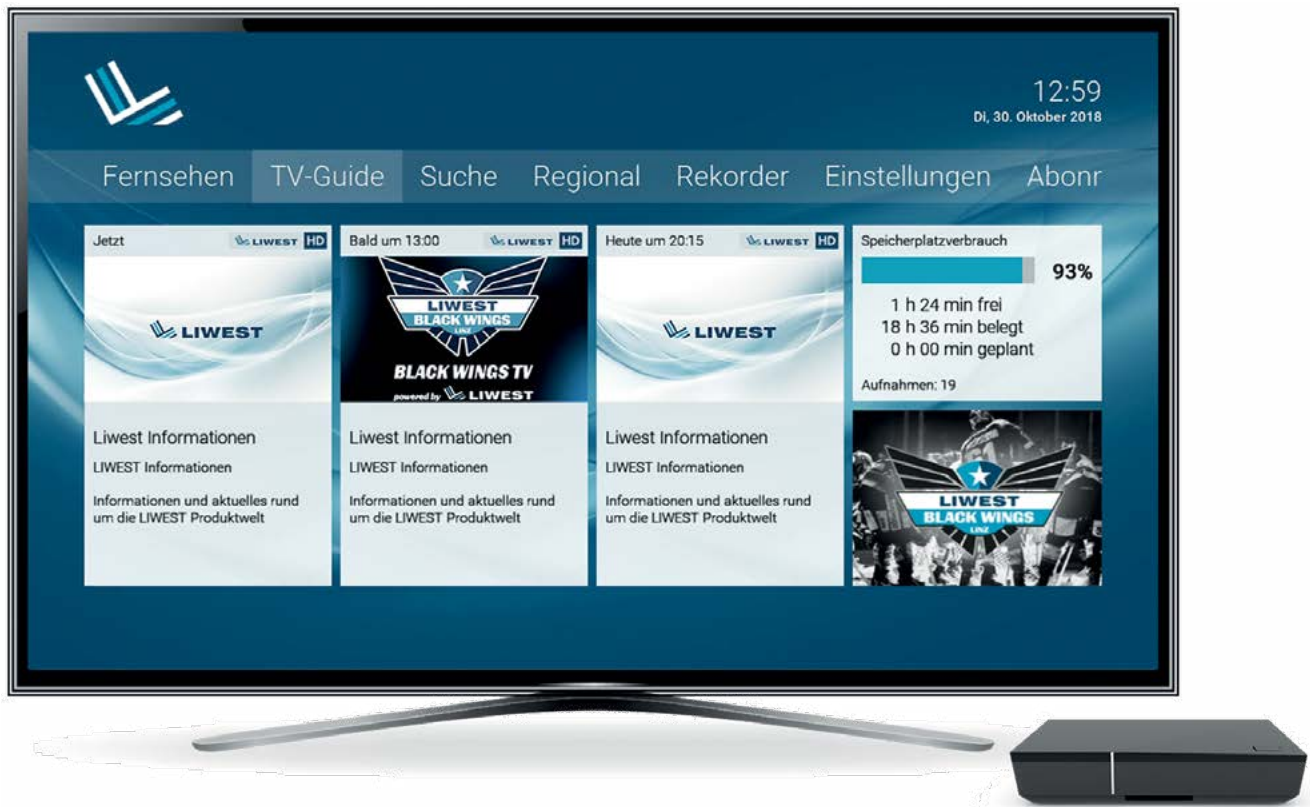 12:59
Di, 30. Oktober 2018
Fernsehen TV-Guide Suche Regional Rekorder Einstellungen Abonr
Jetzt LIWEST HD
LIWEST
Liwest Informationen
LIWEST Informationen
Informationen und aktuelles rund
um die LIWEST Produktwelt
Bald um 13:00 LIWEST HD
LIWEST
BLACK WINGS
LINZ
BLACK WINGS TV
powered by LIWEST
Liwest Informationen
LIWEST Informationen
Informationen und aktuelles rund
um die LIWEST Produktwelt
Heute um 20:15 LIWEST HD
LIWEST
Liwest Informationen
LIWEST Informationen
Informationen und aktuelles rund
um die LIWEST Produktwelt
Speicherplatzverbrauch
93%
1 h 24 min frei
18 h 36 min belegt
0 h 00 min geplant
Aufnahmen: 19
LIWEST
BLACK WINGS
LINZ